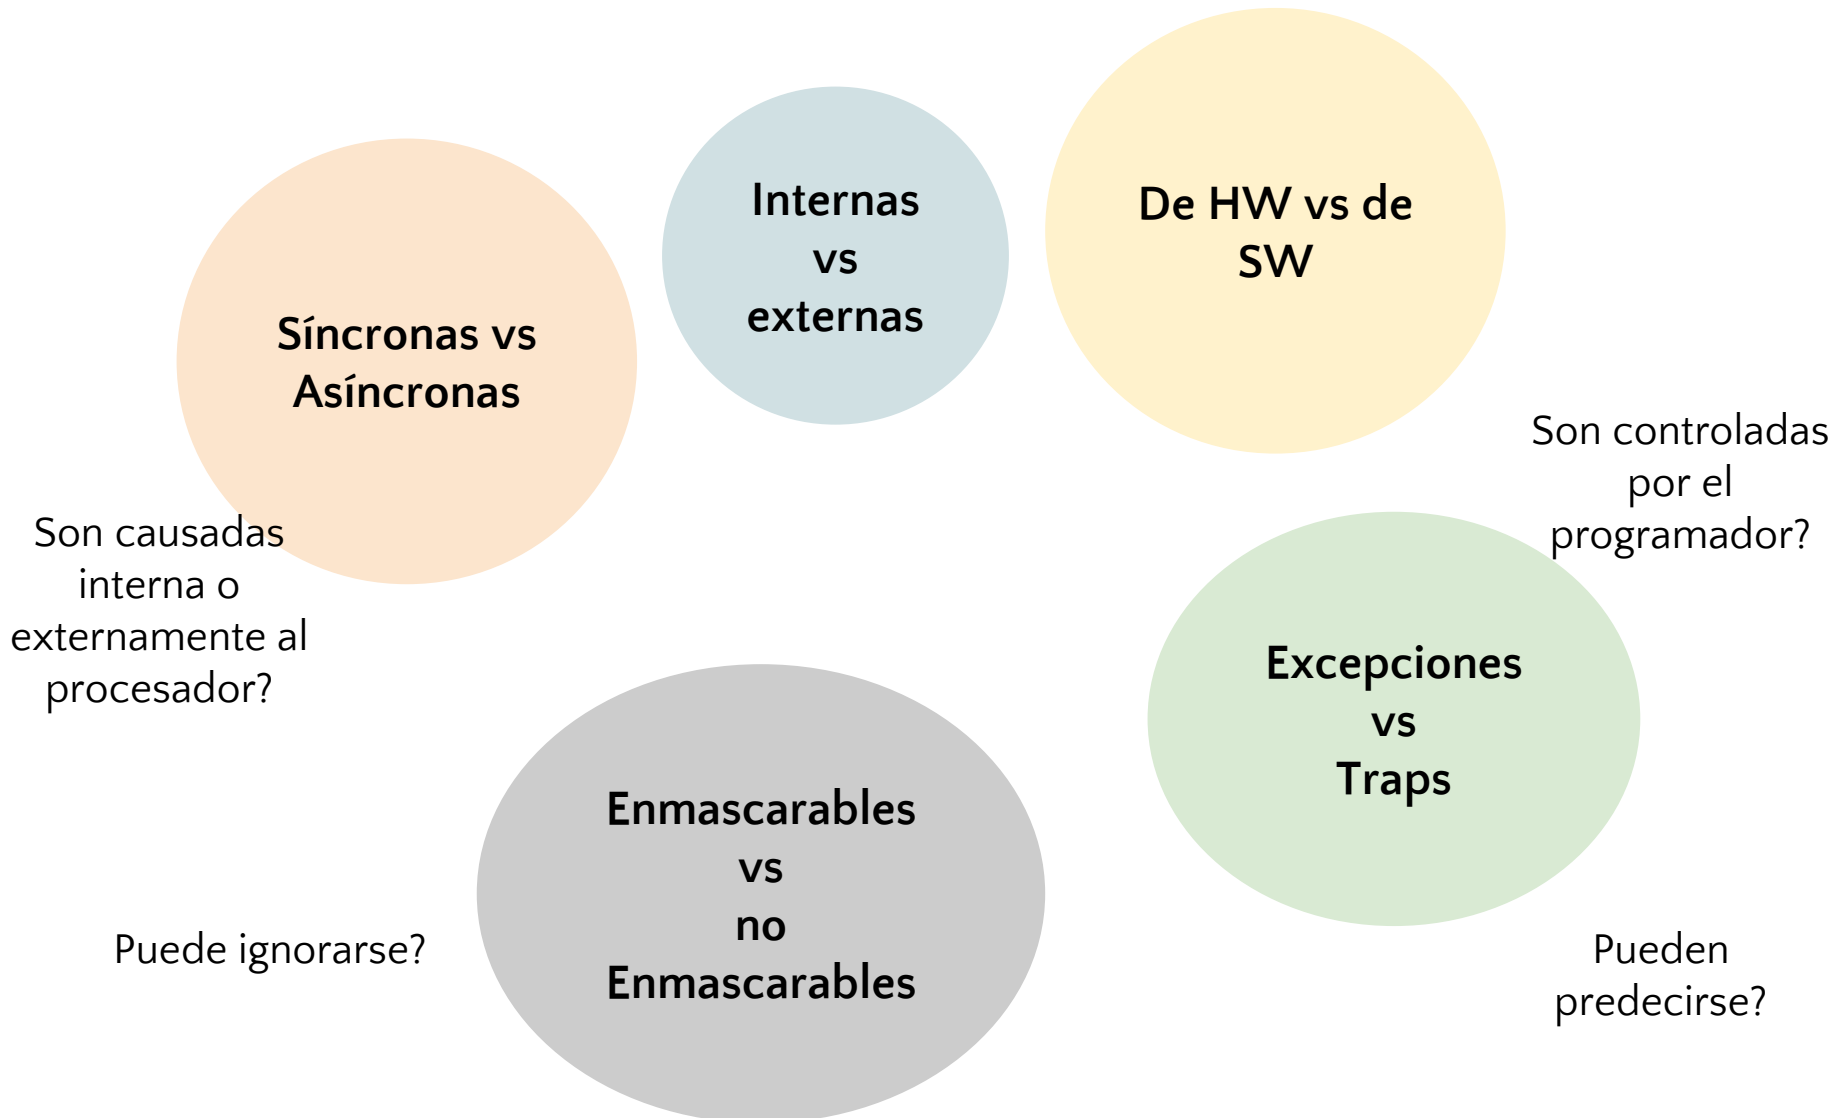 Internas
vs
externas
De HW vs de
SW
Síncronas vs
Asíncronas
Son controladas
por el
programador?
Son causadas
interna o
externamente al
procesador?
Excepciones
vs
Traps
Enmascarables
vs
no
Enmascarables
Puede ignorarse?
Pueden
predecirse?